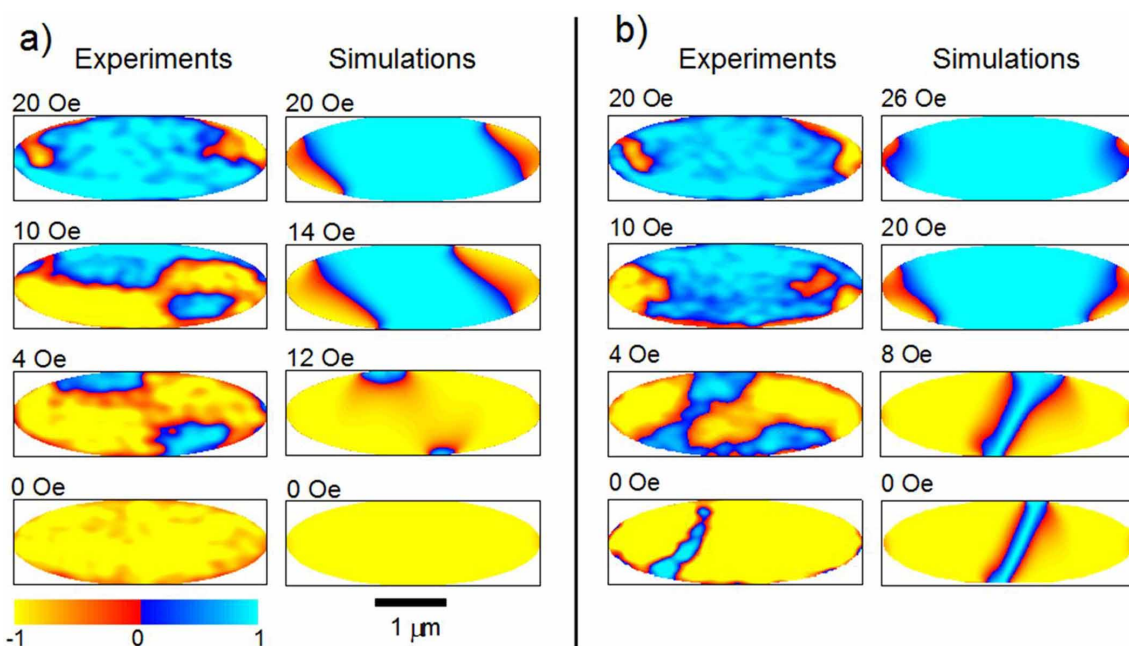 a)
Experiments Simulations
20 Oe 20 Oe
10 Oe 14 Oe
4 Oe 12 Oe
0 Oe 0 Oe
-1 0 1
1 μm
b)
Experiments Simulations
20 Oe 26 Oe
10 Oe 20 Oe
4 Oe 8 Oe
0 Oe 0 Oe